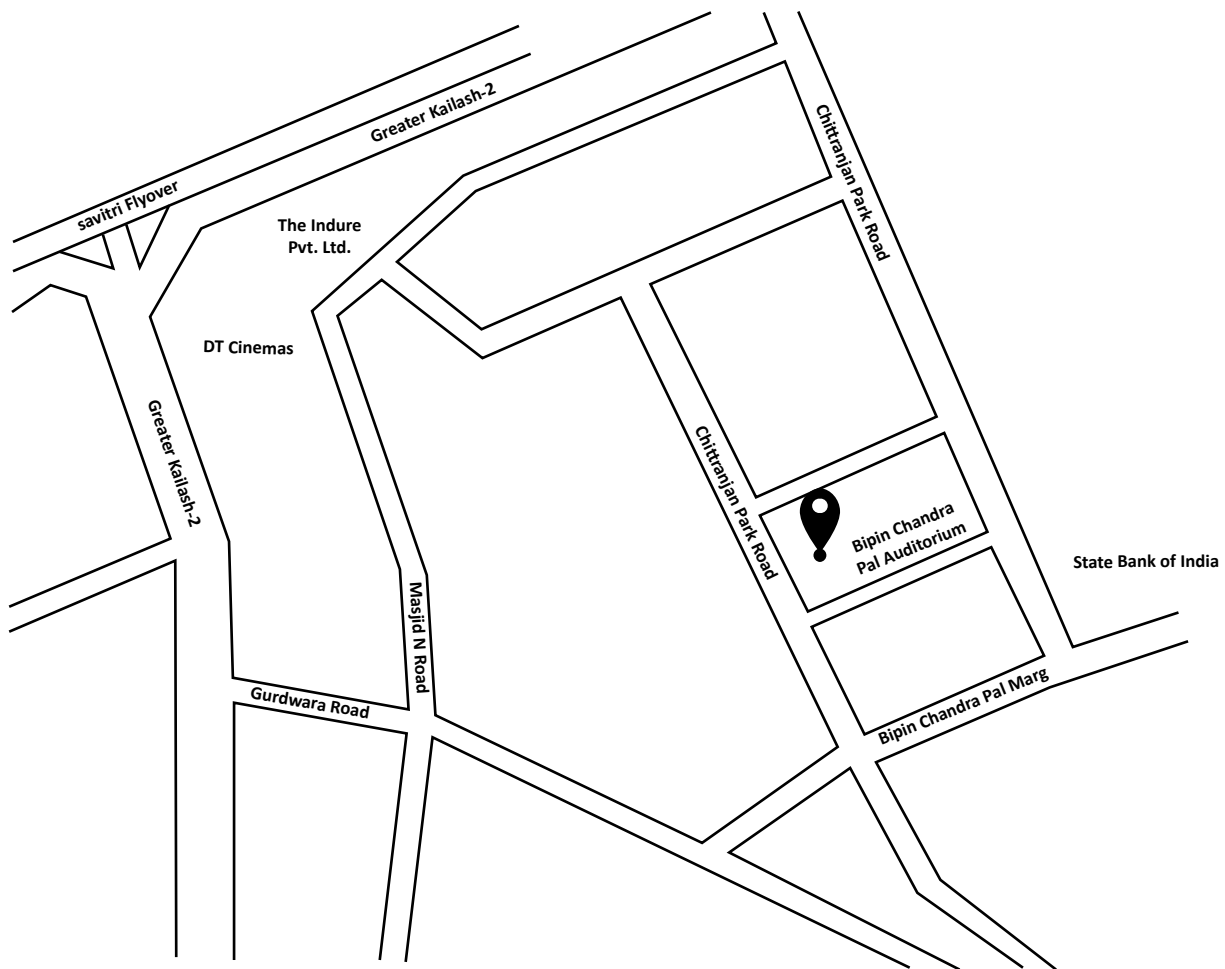 Greater Kailash-2
savitri Flyover
Chittranjan Park Road
The Indure
Pvt. Ltd.
DT Cinemas
Greater Kailash-2
Chittranjan Park Road
Bipin Chandra
Pal Auditorium
State Bank of India
Masjid N Road
Gurdwara Road
Bipin Chandra Pal Marg